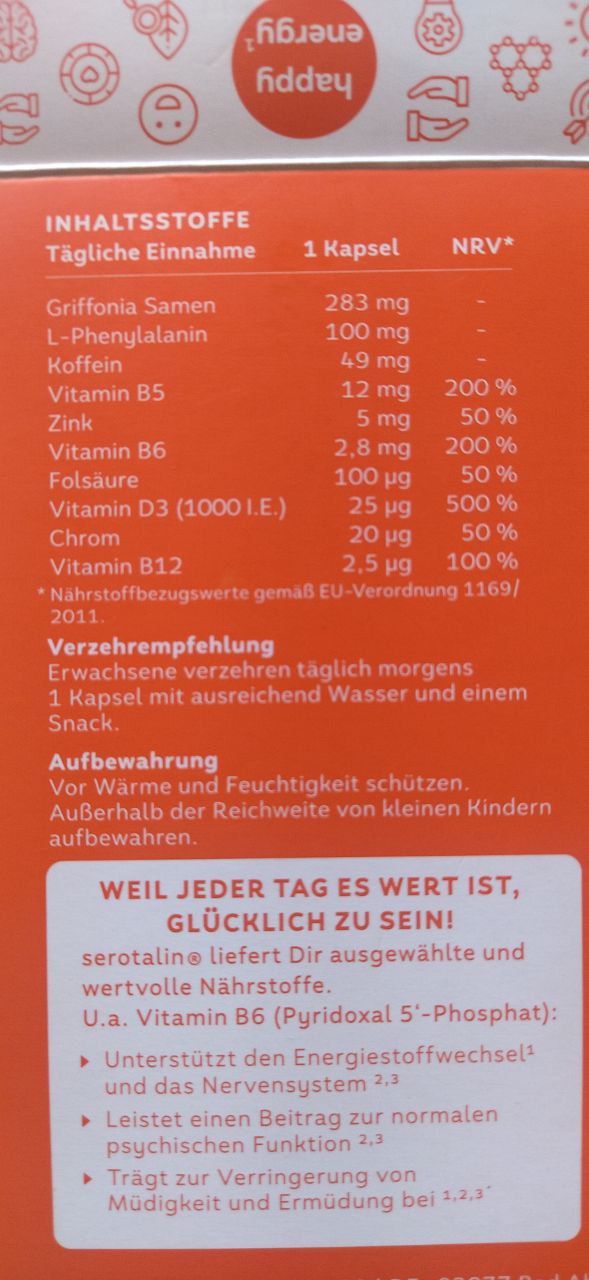 happy
energy¹
INHALTSSTOFFE
Tägliche Einnahme 1 Kapsel NRV*
Griffonia Samen 283 mg -
L-Phenylalanin 100 mg -
Koffein 49 mg -
Vitamin B5 12 mg 200 %
Zink 5 mg 50 %
Vitamin B6 2,8 mg 200 %
Folsäure 100 µg 50 %
Vitamin D3 (1000 I.E.) 25 µg 500 %
Chrom 20 µg 50 %
Vitamin B12 2,5 µg 100 %
* Nährstoffbezugswerte gemäß EU-Verordnung 1169/
2011.
Verzehrempfehlung
Erwachsene verzehren täglich morgens
1 Kapsel mit ausreichend Wasser und einem
Snack.
Aufbewahrung
Vor Wärme und Feuchtigkeit schützen.
Außerhalb der Reichweite von kleinen Kindern
aufbewahren.
WEIL JEDER TAG ES WERT IST,
GLÜCKLICH ZU SEIN!
serotalin® liefert Dir ausgewählte und
wertvolle Nährstoffe.
U.a. Vitamin B6 (Pyridoxal 5‘-Phosphat):
▸ Unterstützt den Energiestoffwechsel¹
und das Nervensystem ²,³
▸ Leistet einen Beitrag zur normalen
psychischen Funktion ²,³
▸ Trägt zur Verringerung von
Müdigkeit und Ermüdung bei ¹,²,³